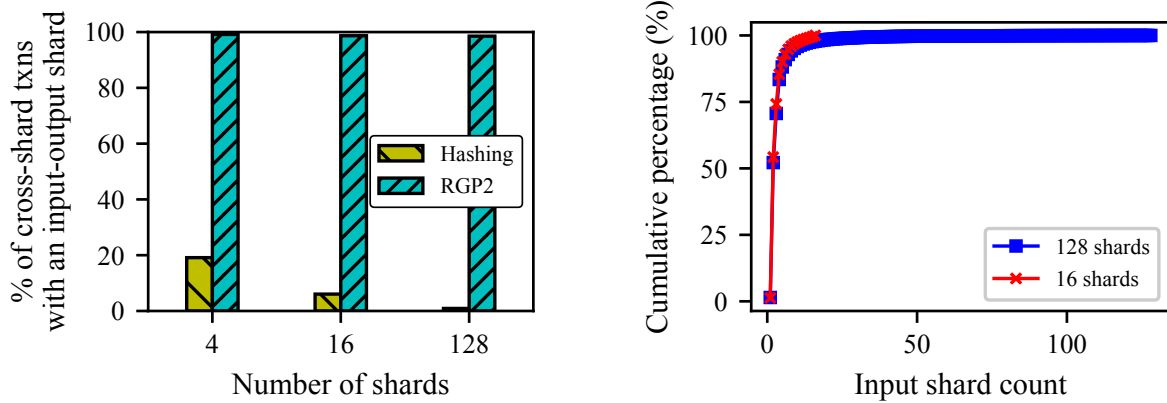 % of cross-shard txns
with an input-output shard
100
80
60
40
20
0
Hashing
RGP2
4
16
128
Number of shards
Cumulative percentage (%)
100
75
50
25
0
128 shards
16 shards
0
50
100
Input shard count